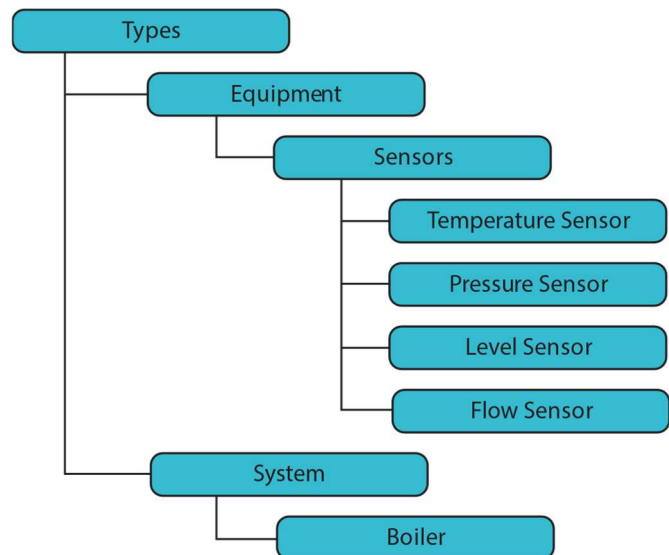 Types
Equipment
Sensors
Temperature Sensor
Pressure Sensor
Level Sensor
Flow Sensor
System
Boiler